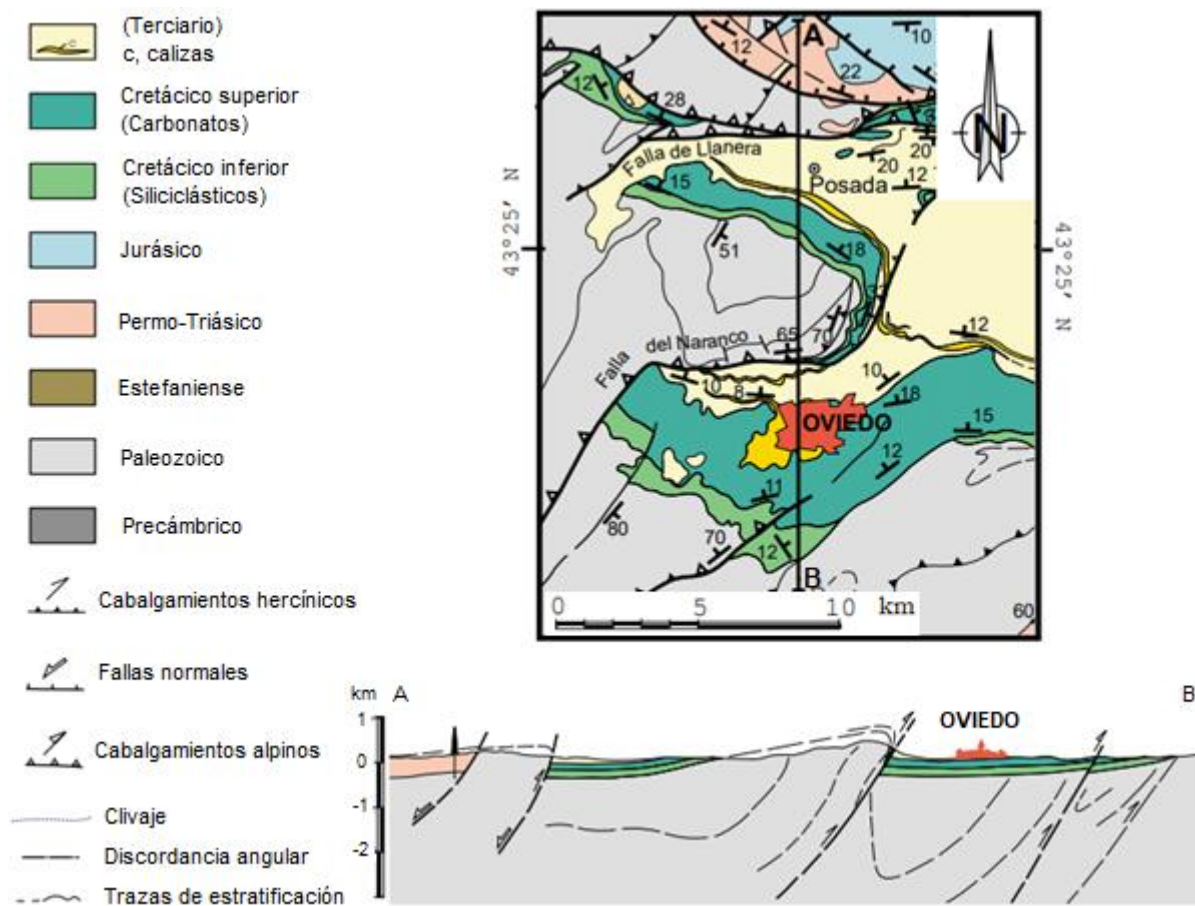 (Terciario)
c, calizas
c
Cretácico superior
(Carbonatos)
Cretácico inferior
(Siliciclásticos)
Jurásico
Permo-Triásico
Estefaniense
Paleozoico
Precámbrico
Cabalgamientos hercínicos
Fallas normales
Cabalgamientos alpinos
Clivaje
Discordancia angular
Trazas de estratificación
A
12
10
22
N
12
28
20
20
12
Falla de Llanera
Posada
15
43°25' N
51
18
43°25' N
65
70
12
Falla del Naranco
10
8
10
18
OVIEDO
15
12
11
80
70
12
B
0 5 10 km
60
km A
OVIEDO
B
1
0
-1
-2